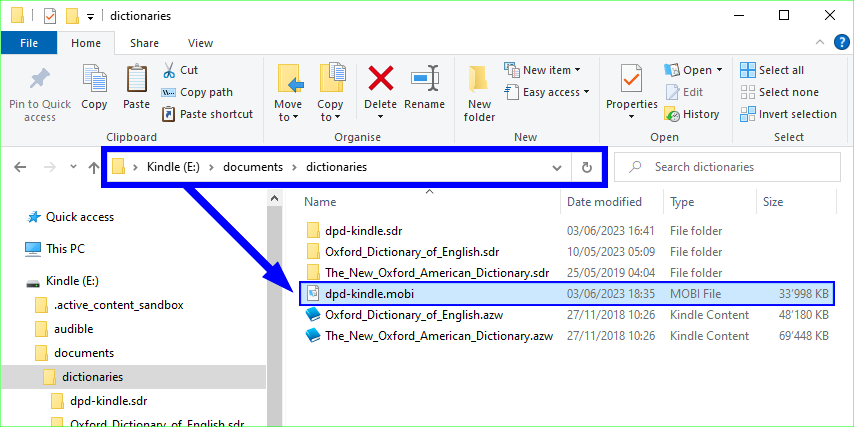 dictionaries
File Home Share View
Pin to Quick access
Copy
Paste
Cut
Copy path
Paste shortcut
Clipboard
Move to
Copy to
Delete
Rename
Organise
New folder
New item
Easy access
New
Properties
Open
Edit
History
Open
Select all
Select none
Invert selection
Select
Kindle (E:) documents dictionaries
Search dictionaries
Quick access
This PC
Kindle (E:)
.active_content_sandbox
audible
documents
dictionaries
dpd-kindle.sdr
Oxford_Dictionary_of_English.sdr
Name Date modified Type Size
dpd-kindle.sdr 03/06/2023 16:41 File folder
Oxford_Dictionary_of_English.sdr 10/05/2023 05:09 File folder
The_New_Oxford_American_Dictionary.sdr 25/05/2019 04:04 File folder
dpd-kindle.mobi 03/06/2023 18:35 MOBI File 33'998 KB
Oxford_Dictionary_of_English.azw 27/11/2018 10:26 Kindle Content 48'180 KB
The_New_Oxford_American_Dictionary.azw 27/11/2018 10:26 Kindle Content 69'448 KB